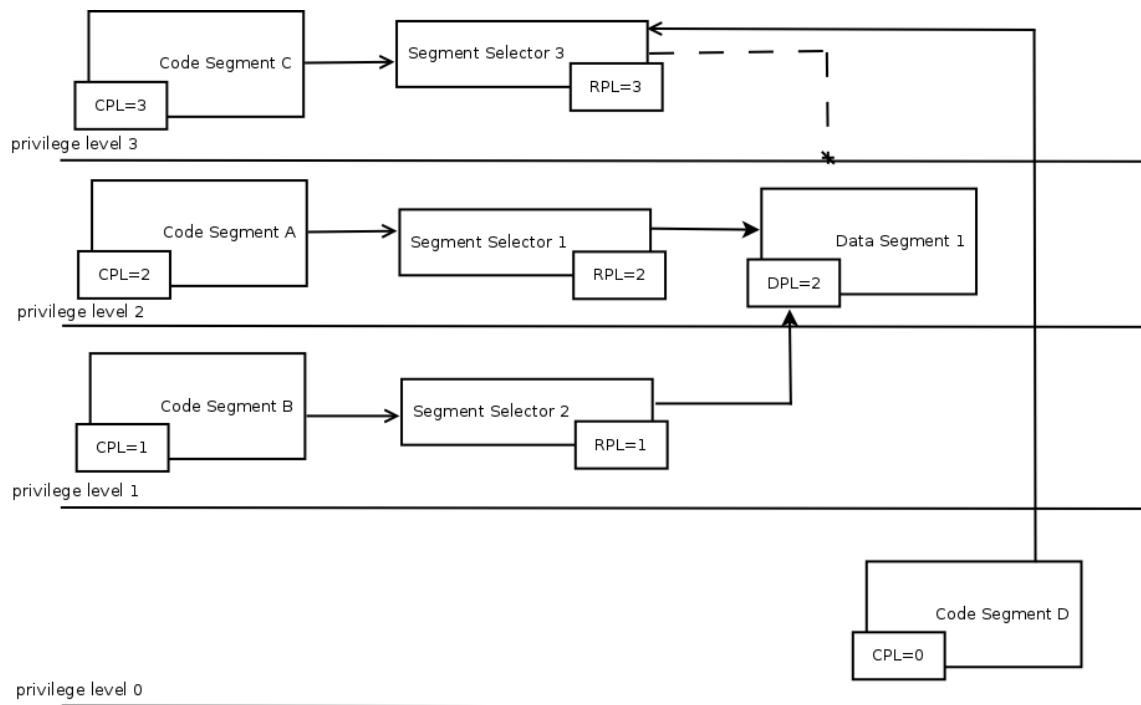 Code Segment C
Segment Selector 3
CPL=3
RPL=3
privilege level 3
Code Segment A
Segment Selector 1
Data Segment 1
CPL=2
RPL=2
DPL=2
privilege level 2
Code Segment B
Segment Selector 2
CPL=1
RPL=1
privilege level 1
Code Segment D
CPL=0
privilege level 0